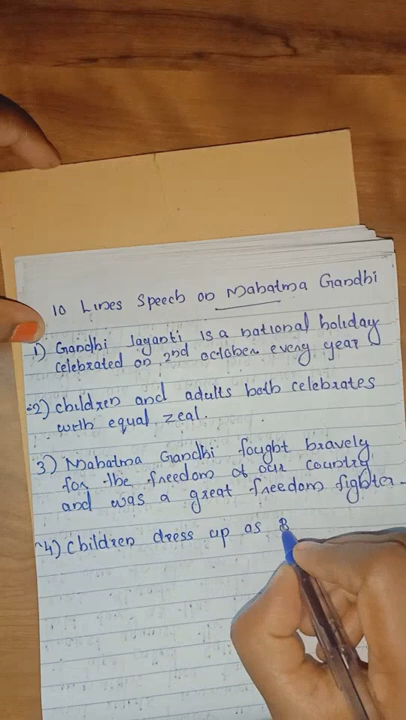 10 Lines Speech on Mahatma Gandhi
1) Gandhi Jayanti is a national holiday
celebrated on 2nd october every year
2) children and adults both celebrates
with equal zeal.
3) Mahatma Gandhi fought bravely
for the freedom of our country
and was a great freedom fighter.
4) children dress up as B